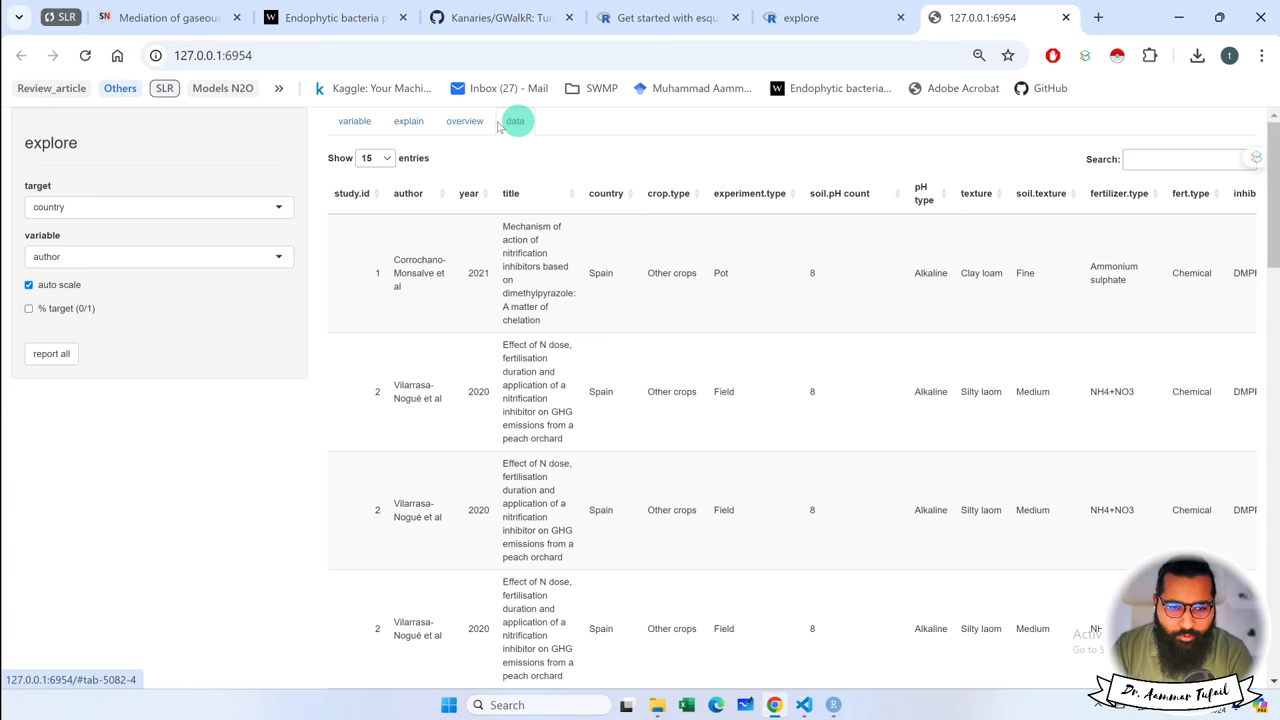 SLR
Mediation of gaseous
Endophytic bacteria p
Kanaries/GWalkR: Tur
Get started with esqu
explore
127.0.0.1:6954
127.0.0.1:6954
Review_article
Others
SLR
Models N2O
Kaggle: Your Machi...
Inbox (27) - Mail
SWMP
Muhammad Aamm...
Endophytic bacteria...
Adobe Acrobat
GitHub
explore
target
country
variable
author
auto scale
% target (0/1)
report all
variable explain overview data
Show 15 entries
Search:
study.id author year title country crop.type experiment.type soil.pH count pH type texture soil.texture fertilizer.type fert.type inhib
1 Corrochano-Monsalve et al 2021 Mechanism of action of nitrification inhibitors based on dimethylpyrazole: A matter of chelation Spain Other crops Pot 8 Alkaline Clay loam Fine Ammonium sulphate Chemical DMPP
2 Vilarrasa-Nogué et al 2020 Effect of N dose, fertilisation duration and application of a nitrification inhibitor on GHG emissions from a peach orchard Spain Other crops Field 8 Alkaline Silty laom Medium NH4+NO3 Chemical DMPP
2 Vilarrasa-Nogué et al 2020 Effect of N dose, fertilisation duration and application of a nitrification inhibitor on GHG emissions from a peach orchard Spain Other crops Field 8 Alkaline Silty laom Medium NH4+NO3 Chemical DMPP
2 Vilarrasa-Nogué et al 2020 Effect of N dose, fertilisation duration and application of a nitrification inhibitor on GHG emissions from a peach orchard Spain Other crops Field 8 Alkaline Silty laom Medium
Activ
Go to S
127.0.0.1:6954/#tab-5082-4
Search
Dr. Aammar Tufail